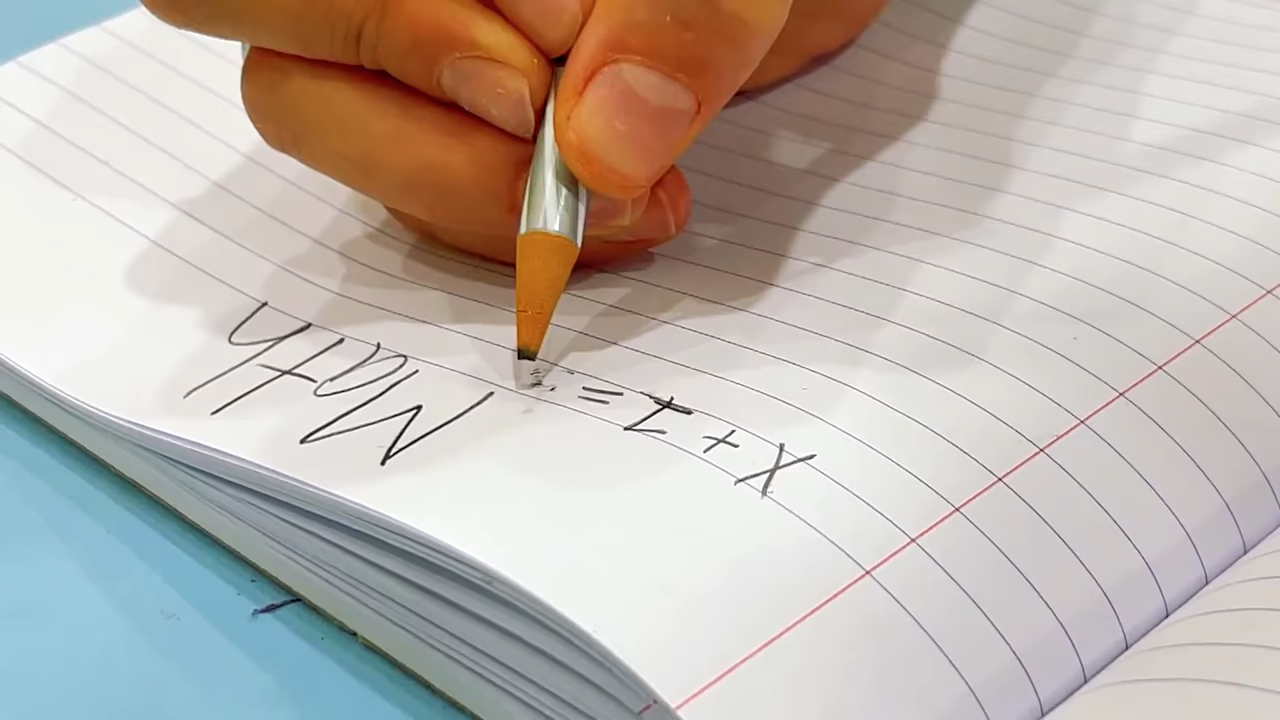 Math
X + 1 =